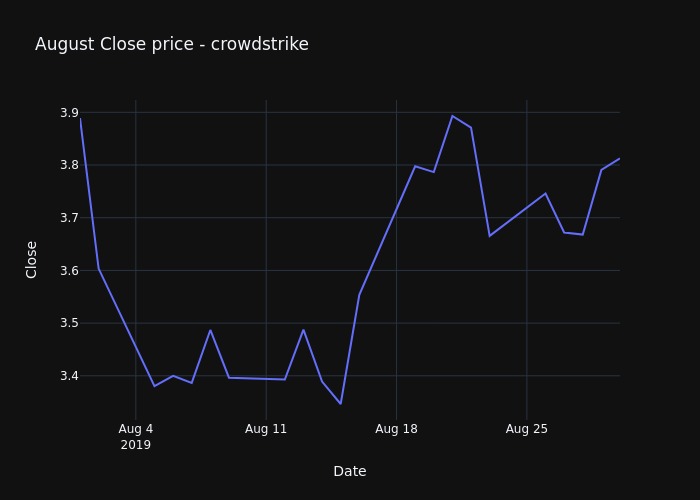 August Close price - crowdstrike
3.9
3.8
3.7
3.6
3.5
3.4
Close
Aug 4
2019
Aug 11
Aug 18
Aug 25
Date